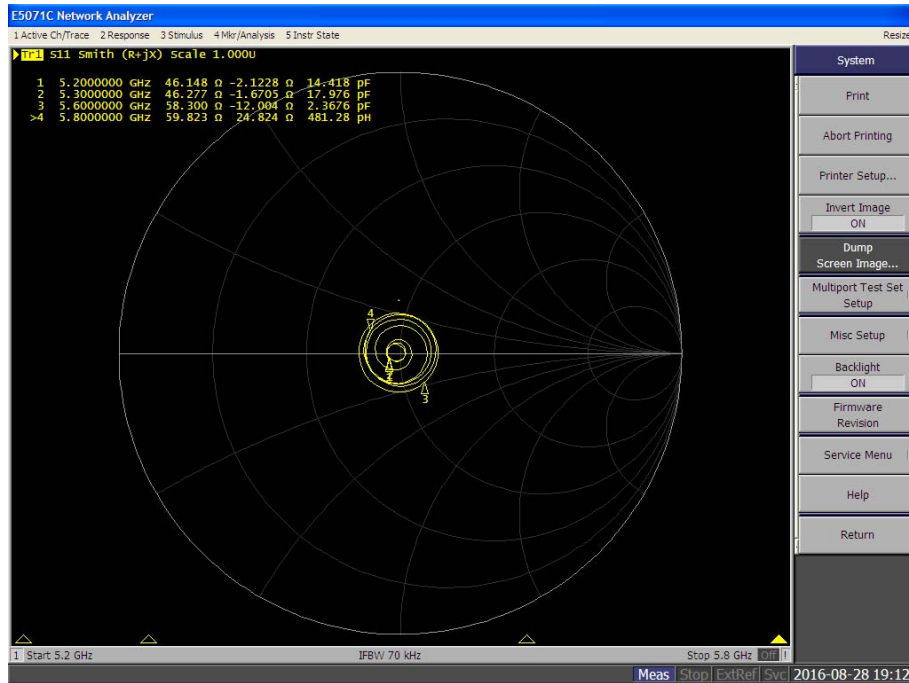 E5071C Network Analyzer
1 Active Ch/Trace 2 Response 3 Stimulus 4 Mkr/Analysis 5 Instr State
Resize
Tr1 S11 Smith (R+jX) Scale 1.000U
1 5.2000000 GHz 46.148 Ω -2.1228 Ω 14.418 pF
2 5.3000000 GHz 46.277 Ω -1.6705 Ω 17.976 pF
3 5.6000000 GHz 58.300 Ω -12.004 Ω 2.3676 pF
>4 5.8000000 GHz 59.823 Ω 24.824 Ω 481.28 pH
4
3
System
Print
Abort Printing
Printer Setup...
Invert Image
ON
Dump
Screen Image...
Multiport Test Set
Setup
Misc Setup
Backlight
ON
Firmware
Revision
Service Menu
Help
Return
1 Start 5.2 GHz
IFBW 70 kHz
Stop 5.8 GHz Off !
Meas Stop ExtRef Svc 2016-08-28 19:12